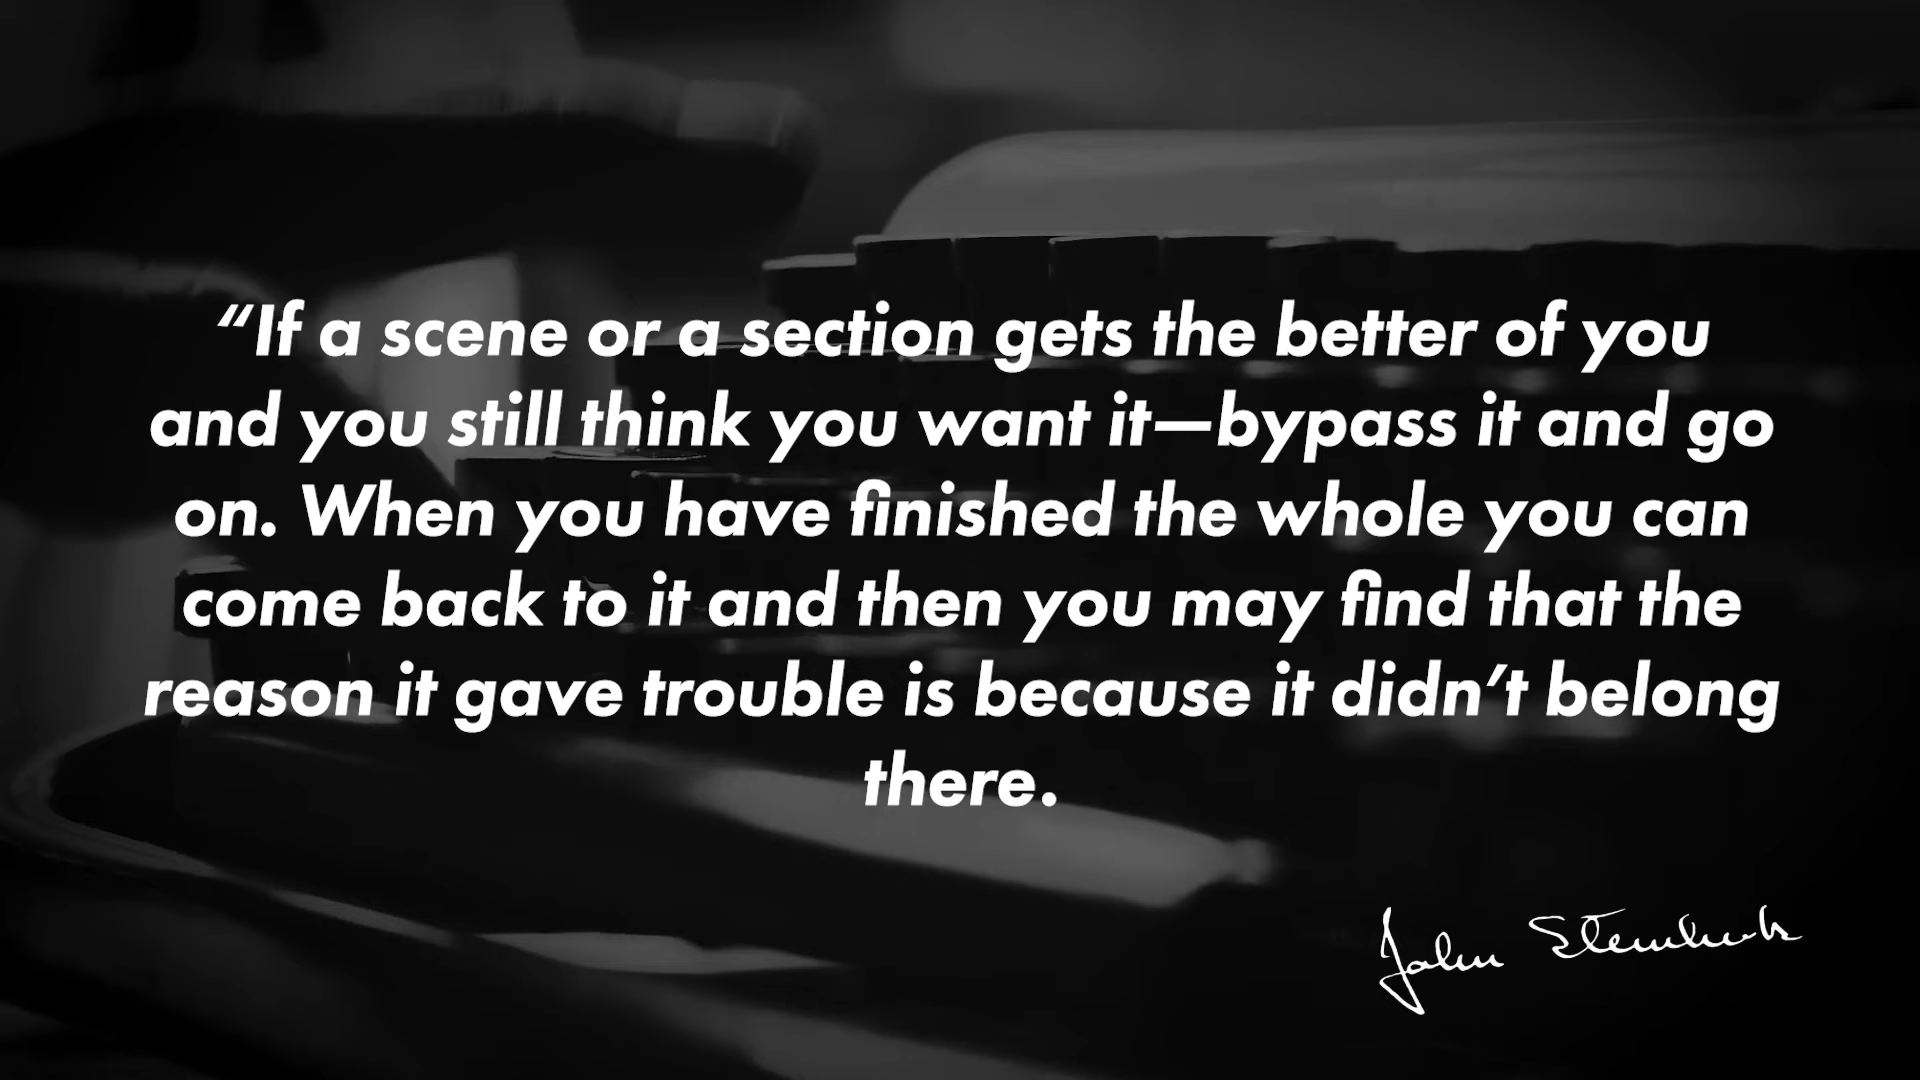 “If a scene or a section gets the better of you
and you still think you want it—bypass it and go
on. When you have finished the whole you can
come back to it and then you may find that the
reason it gave trouble is because it didn’t belong
there.
John Steinbeck